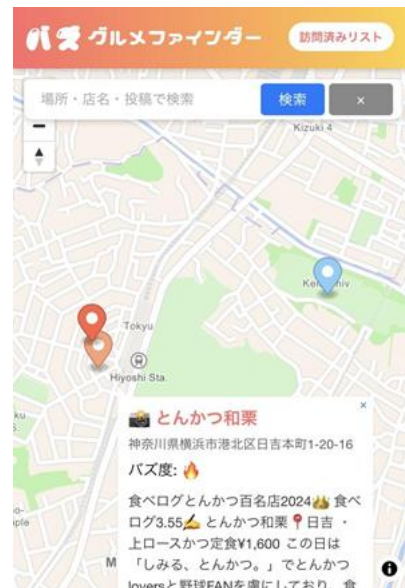 バズ グルメファインダー
訪問済みリスト
場所・店名・投稿で検索
検索
×
Kizuki 4
Tokyu
Hiyoshi Sta.
×
📸 とんかつ和栗
神奈川県横浜市港北区日吉本町1-20-16
バズ度: 🔥
食べログとんかつ百名店2024👑 食べ
ログ3.55✍️ とんかつ和栗📍日吉 ・
上ロースかつ定食¥1,600 この日は
「しみる、とんかつ。」でとんかつ
loversと野球FANを虜にしており、食